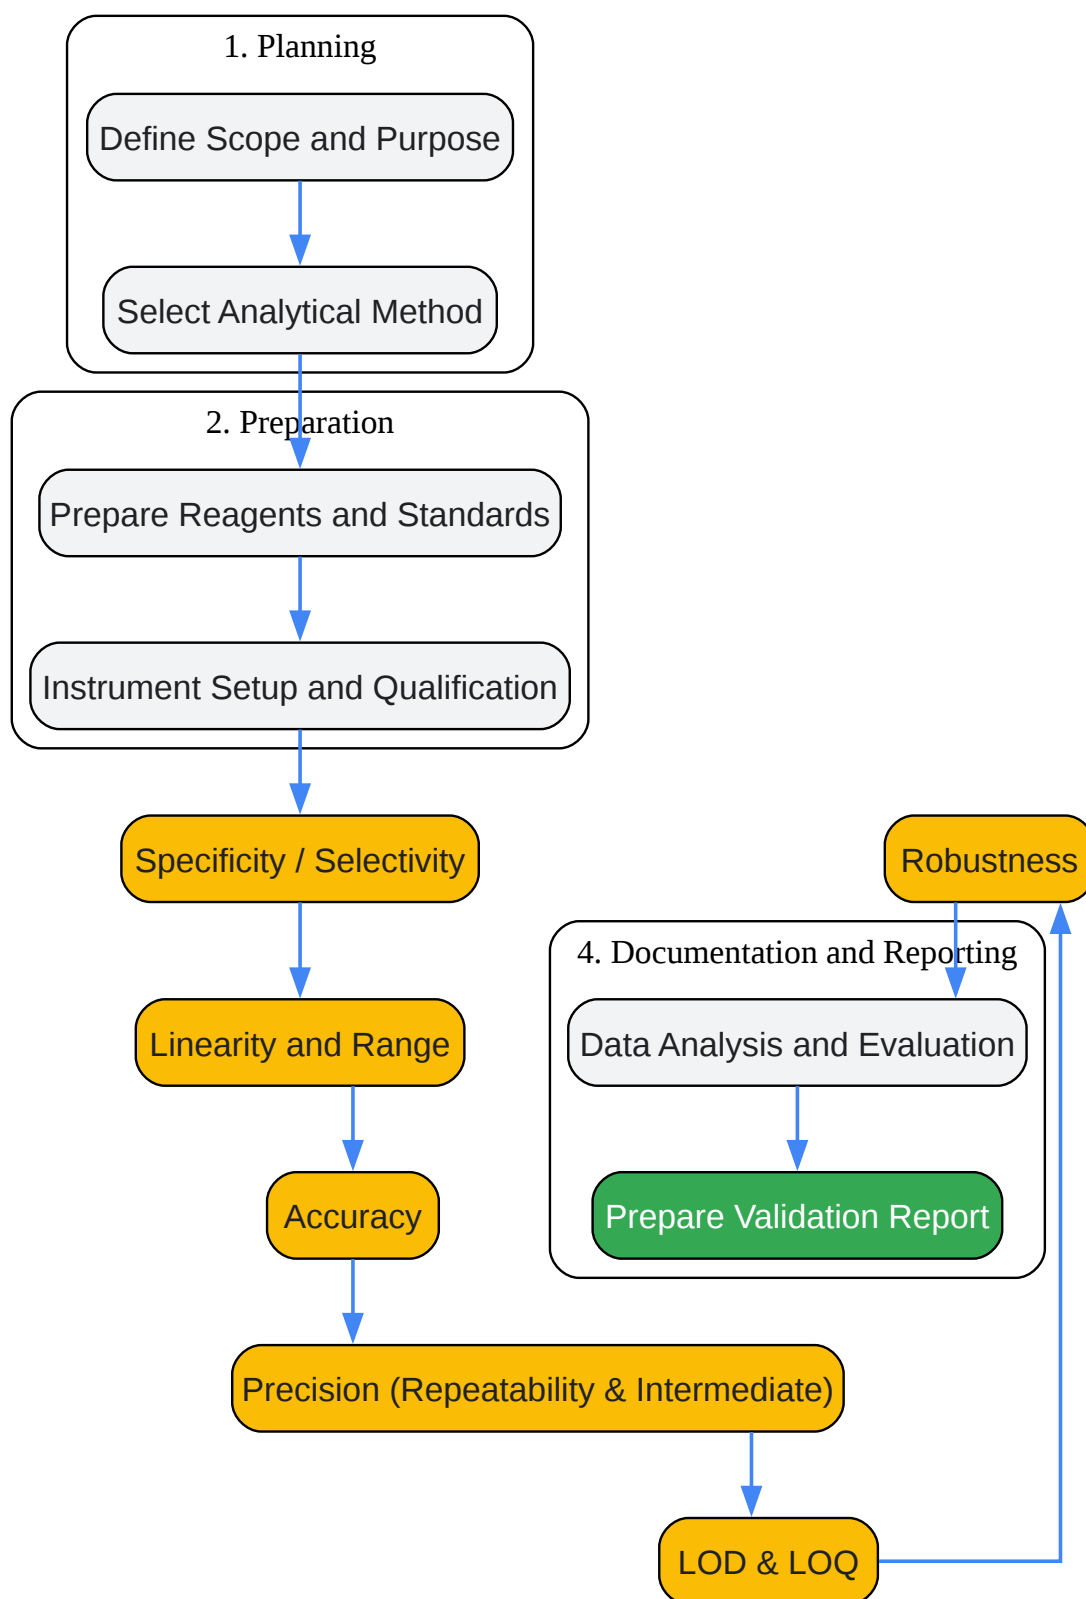 1. Planning
Define Scope and Purpose
Select Analytical Method
2. Preparation
Prepare Reagents and Standards
Instrument Setup and Qualification
Specificity / Selectivity
Linearity and Range
Accuracy
Precision (Repeatability & Intermediate)
LOD & LOQ
Robustness
4. Documentation and Reporting
Data Analysis and Evaluation
Prepare Validation Report